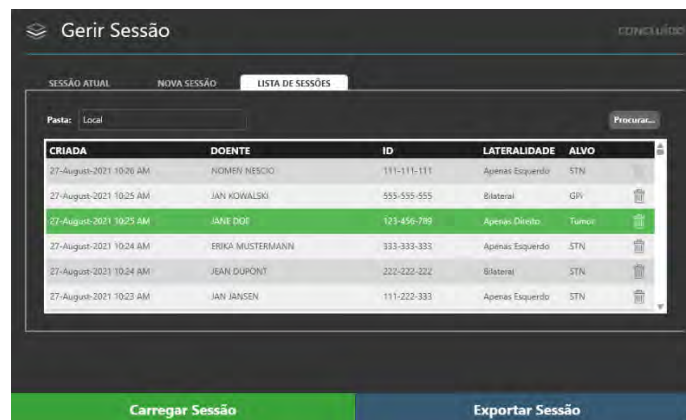 Gerir Sessão
CONCLUÍDO
SESSÃO ATUAL NOVA SESSÃO LISTA DE SESSÕES
Pasta: Local Procurar...
CRIADA DOENTE ID LATERALIDADE ALVO
27-August-2021 10:26 AM NOMEN NESCIO 111-111-111 Apenas Esquerdo STN
27-August-2021 10:25 AM JAN KOWALSKI 555-555-555 Bilateral GPi
27-August-2021 10:25 AM JANE DOE 123-456-789 Apenas Direito Tumor
27-August-2021 10:24 AM ERIKA MUSTERMANN 333-333-333 Apenas Esquerdo STN
27-August-2021 10:24 AM JEAN DUPONT 222-222-222 Bilateral STN
27-August-2021 10:23 AM JAN JANSEN 111-222-333 Apenas Esquerdo STN
Carregar Sessão Exportar Sessão